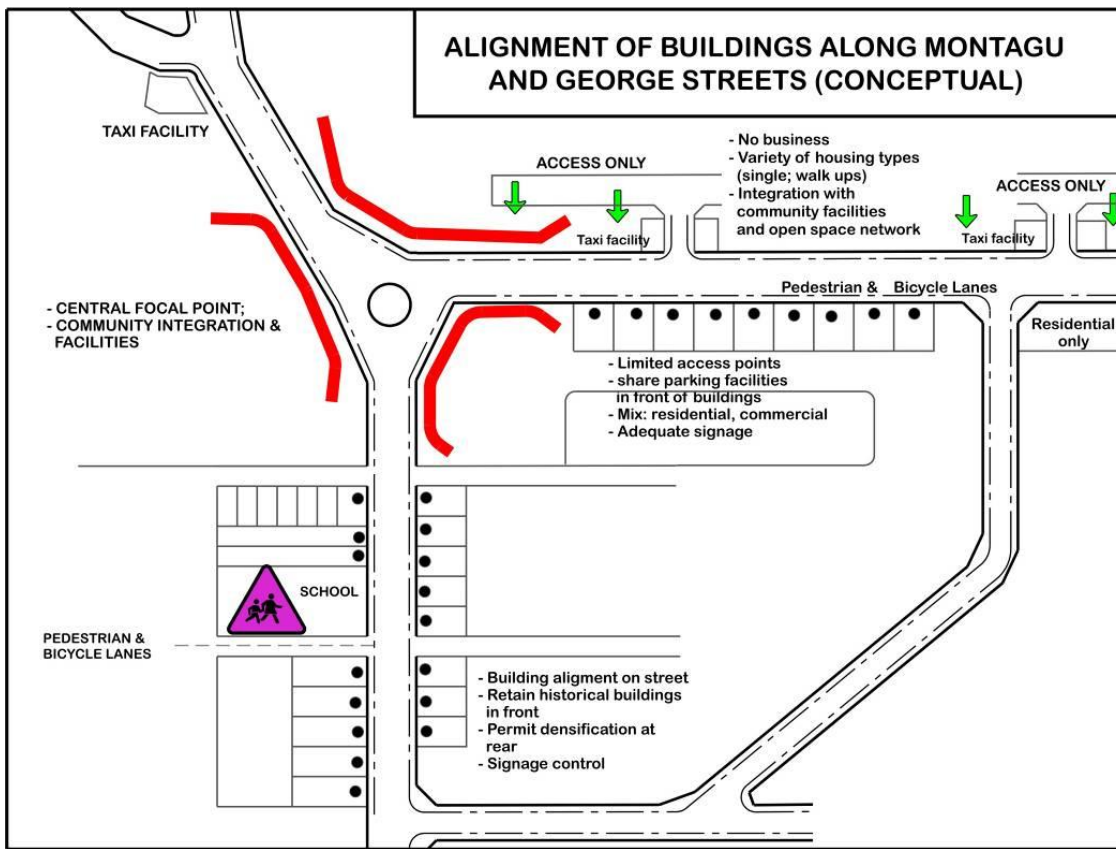 ALIGNMENT OF BUILDINGS ALONG MONTAGU
AND GEORGE STREETS (CONCEPTUAL)
TAXI FACILITY
ACCESS ONLY
- No business
- Variety of housing types
(single; walk ups)
- Integration with
community facilities
and open space network
ACCESS ONLY
Taxi facility
Taxi facility
- CENTRAL FOCAL POINT;
- COMMUNITY INTEGRATION &
FACILITIES
Pedestrian & Bicycle Lanes
Residential
only
- Limited access points
- share parking facilities
in front of buildings
- Mix: residential, commercial
- Adequate signage
SCHOOL
PEDESTRIAN &
BICYCLE LANES
- Building aligment on street
- Retain historical buildings
in front
- Permit densification at
rear
- Signage control